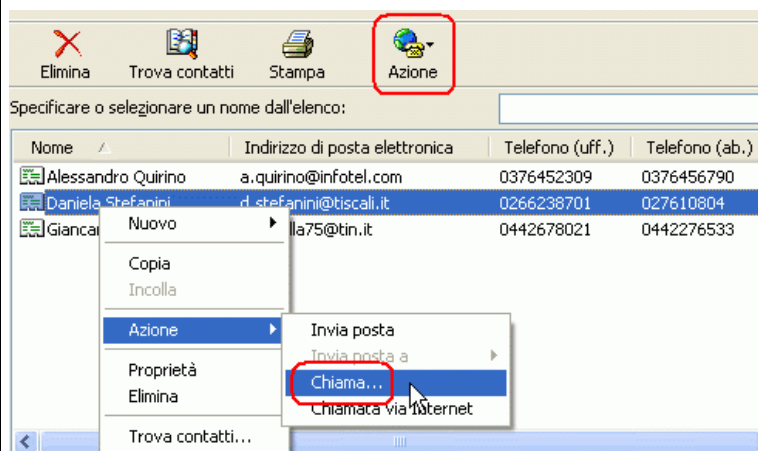 Elimina Trova contatti Stampa Azione
Specificare o selezionare un nome dall'elenco:
Nome Indirizzo di posta elettronica Telefono (uff.) Telefono (ab.)
Alessandro Quirino a.quirino@infotel.com 0376452309 0376456790
Daniela Stefanini d.stefanini@tiscali.it 0266238701 027610804
lla75@tin.it 0442678021 0442276533
Nuovo
Copia
Incolla
Azione
Proprietà
Elimina
Trova contatti...
Invia posta
Invia posta a
Chiama...
Chiamata via Internet